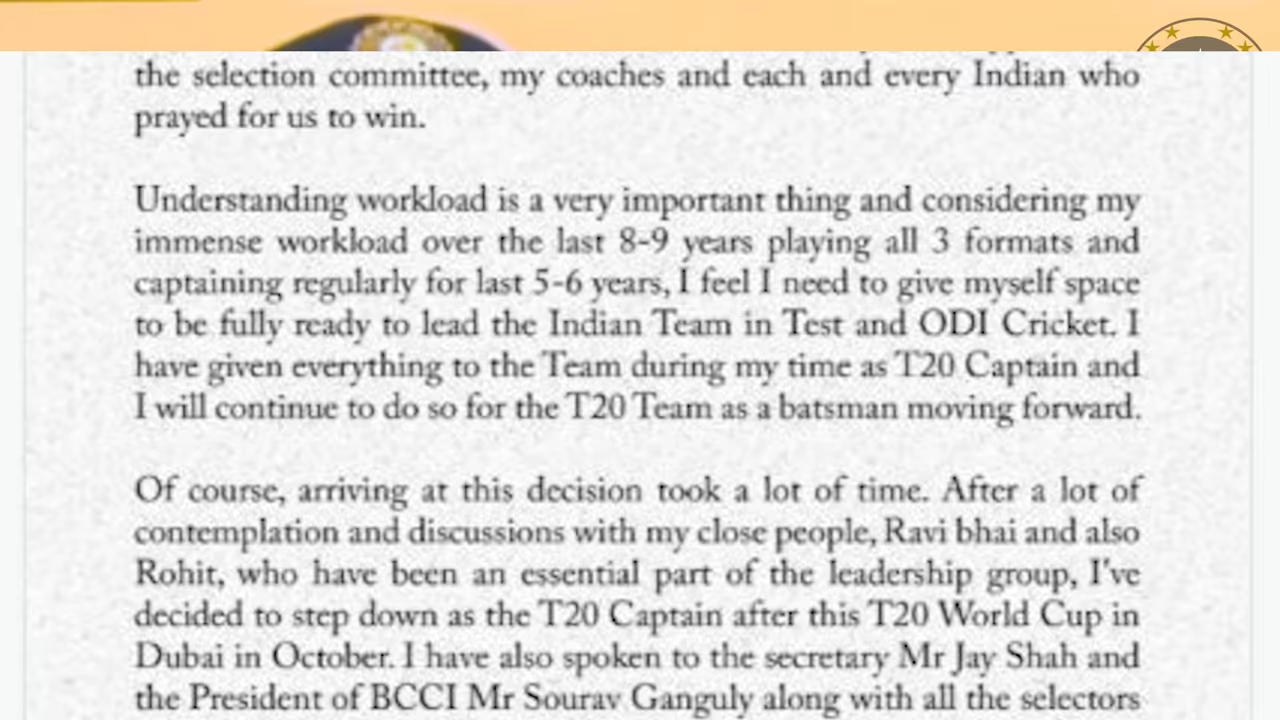 the selection committee, my coaches and each and every Indian who
prayed for us to win.
Understanding workload is a very important thing and considering my
immense workload over the last 8-9 years playing all 3 formats and
captaining regularly for last 5-6 years, I feel I need to give myself space
to be fully ready to lead the Indian Team in Test and ODI Cricket. I
have given everything to the Team during my time as T20 Captain and
I will continue to do so for the T20 Team as a batsman moving forward.
Of course, arriving at this decision took a lot of time. After a lot of
contemplation and discussions with my close people, Ravi bhai and also
Rohit, who have been an essential part of the leadership group, I've
decided to step down as the T20 Captain after this T20 World Cup in
Dubai in October. I have also spoken to the secretary Mr Jay Shah and
the President of BCCI Mr Sourav Ganguly along with all the selectors